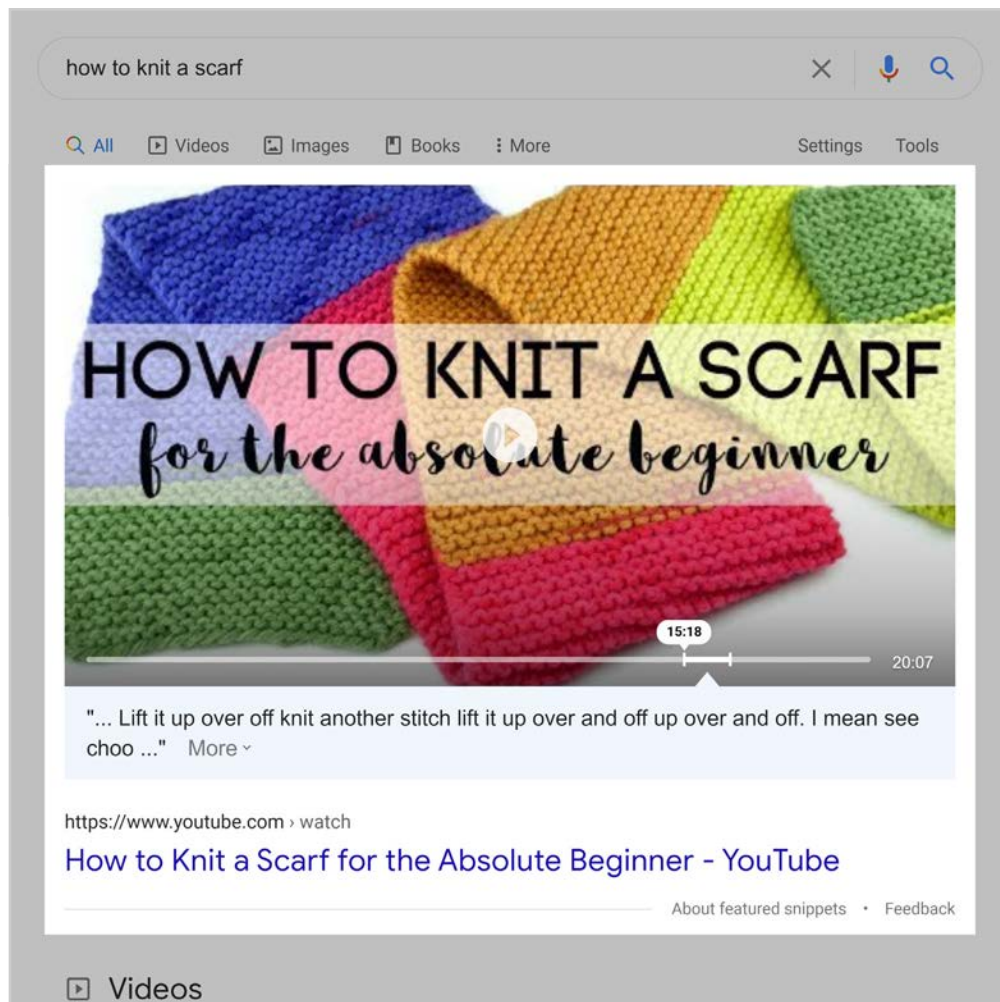 how to knit a scarf
All Videos Images Books More Settings Tools
HOW TO KNIT A SCARF
for the absolute beginner
15:18
20:07
"... Lift it up over off knit another stitch lift it up over and off up over and off. I mean see
choo ..." More
https://www.youtube.com › watch
How to Knit a Scarf for the Absolute Beginner - YouTube
About featured snippets • Feedback
Videos